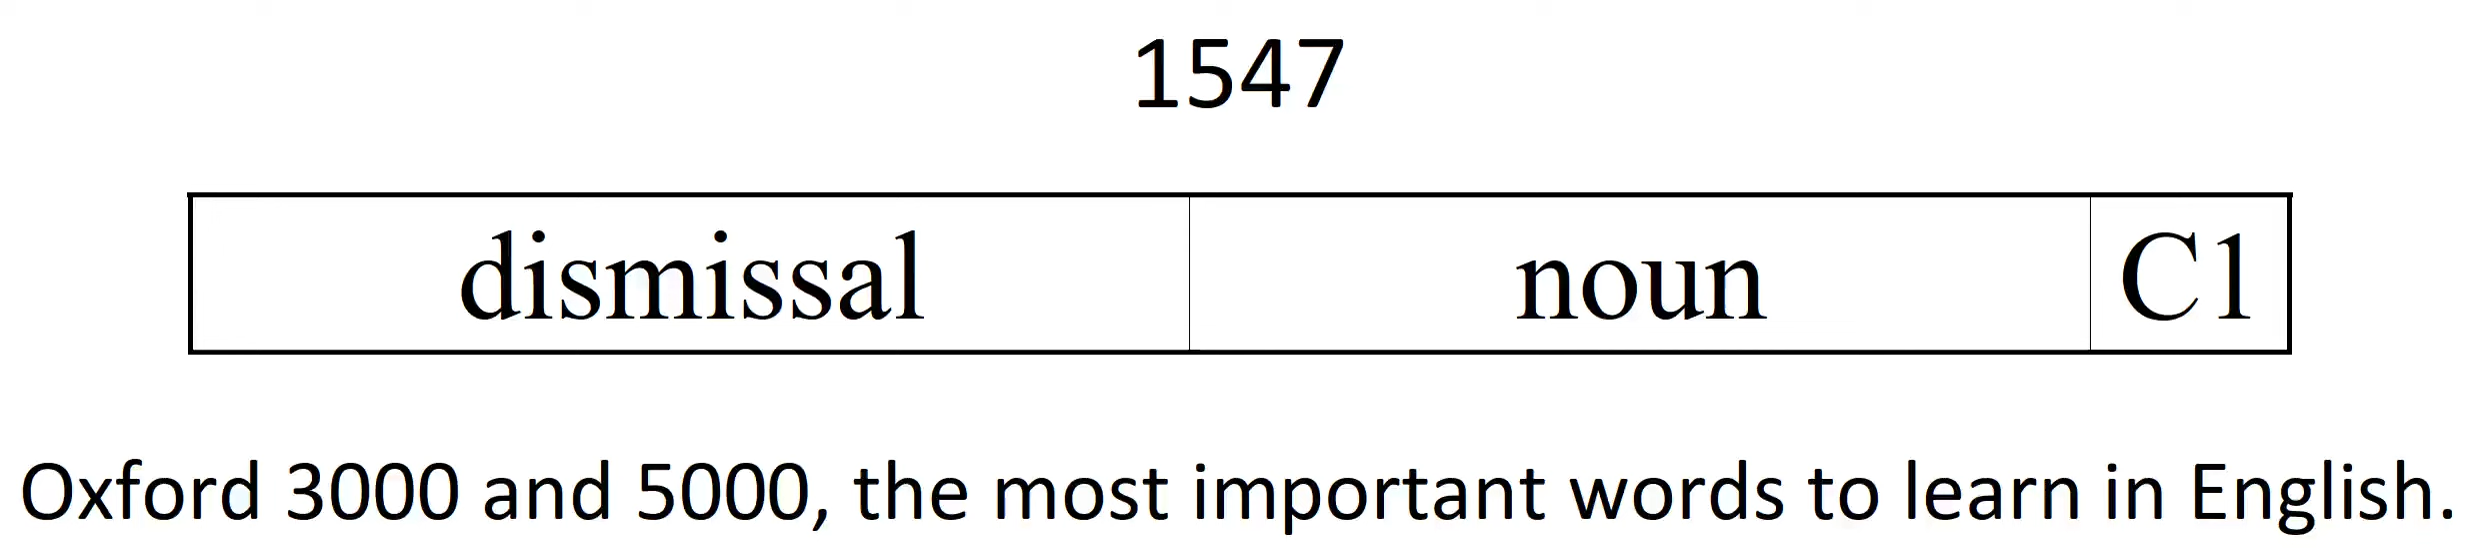 1547
dismissal noun C1
Oxford 3000 and 5000, the most important words to learn in English.